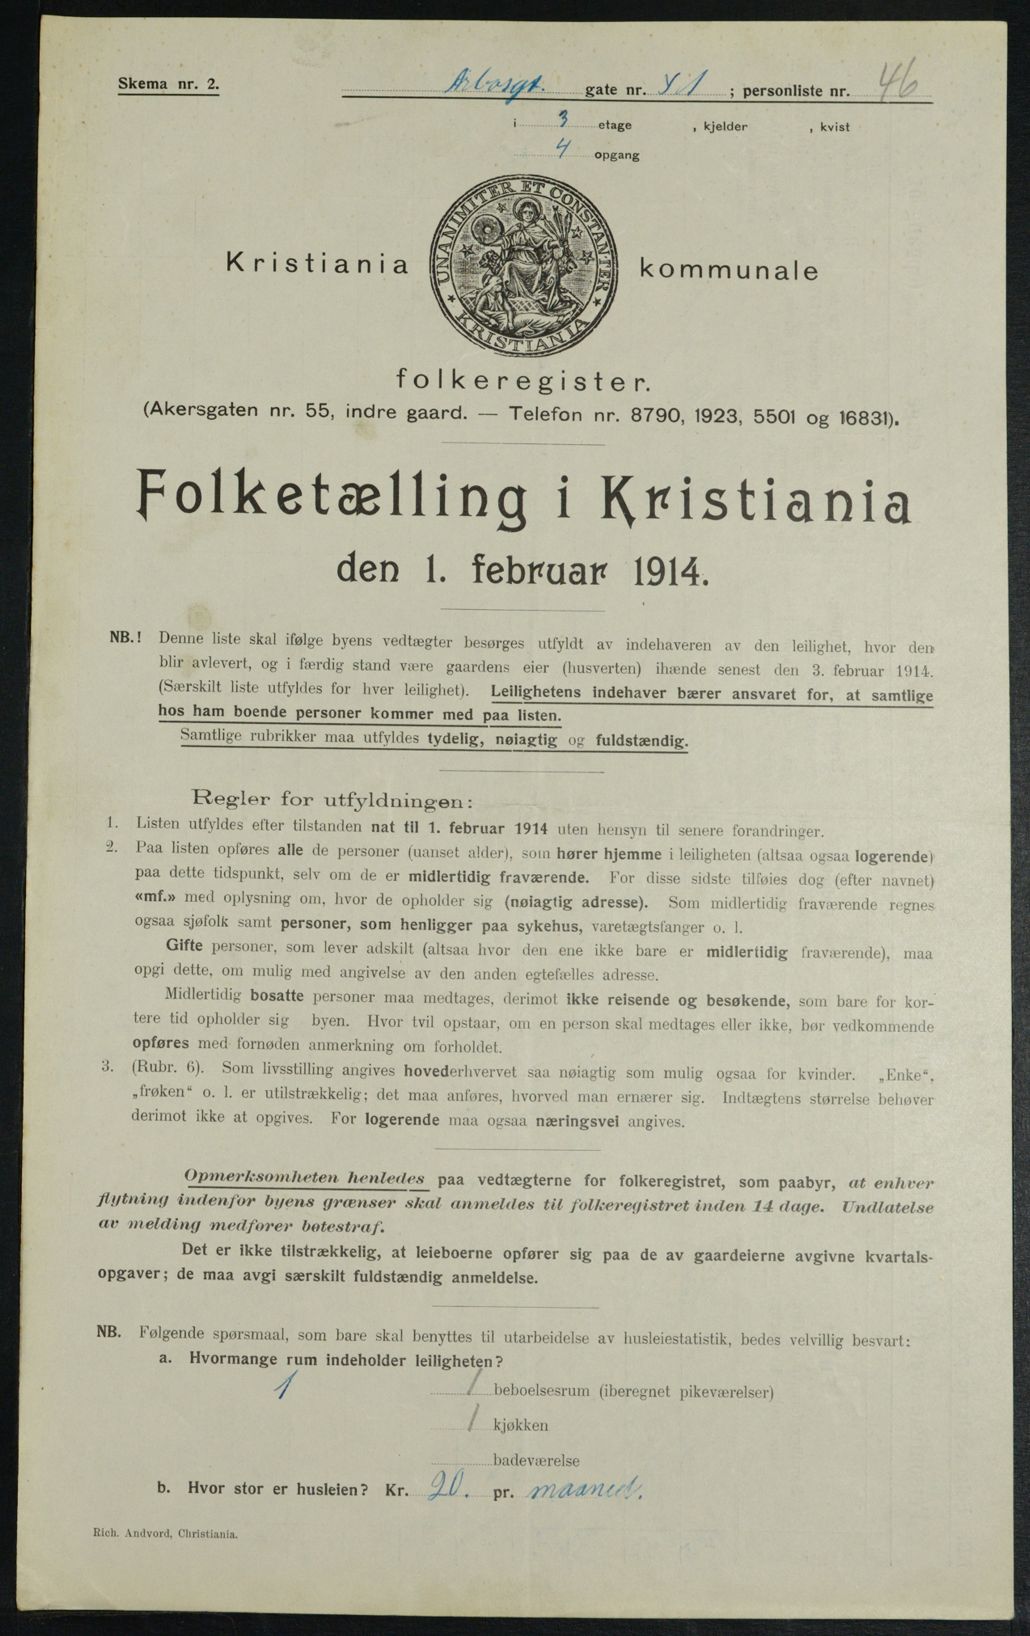 Skema nr. 2.
Arbosgt. gate nr. 41 ; personliste nr. 46
i 3 etage , kjelder , kvist
4 opgang
UNANIMITER ET CONSTANTER
KRISTIANIA
Kristiania kommunale
folkeregister.
(Akersgaten nr. 55, indre gaard. — Telefon nr. 8790, 1923, 5501 og 16831).
Folketælling i Kristiania
den 1. februar 1914.
NB.! Denne liste skal ifølge byens vedtægter besørges utfyldt av indehaveren av den leilighet, hvor den
blir avlevert, og i færdig stand være gaardens eier (husverten) ihænde senest den 3. februar 1914.
(Særskilt liste utfyldes for hver leilighet). Leilighetens indehaver bærer ansvaret for, at samtlige
hos ham boende personer kommer med paa listen.
Samtlige rubrikker maa utfyldes tydelig, nøiagtig og fuldstændig.
Regler for utfyldningen:
1. Listen utfyldes efter tilstanden nat til 1. februar 1914 uten hensyn til senere forandringer.
2. Paa listen opføres alle de personer (uanset alder), som hører hjemme i leiligheten (altsaa ogsaa logerende)
paa dette tidspunkt, selv om de er midlertidig fraværende. For disse sidste tilføies dog (efter navnet)
«mf.» med oplysning om, hvor de opholder sig (nøiagtig adresse). Som midlertidig fraværende regnes
ogsaa sjøfolk samt personer, som henligger paa sykehus, varetægtsfanger o. l.
Gifte personer, som lever adskilt (altsaa hvor den ene ikke bare er midlertidig fraværende), maa
opgi dette, om mulig med angivelse av den anden egtefælles adresse.
Midlertidig bosatte personer maa medtages, derimot ikke reisende og besøkende, som bare for kor-
tere tid opholder sig byen. Hvor tvil opstaar, om en person skal medtages eller ikke, bør vedkommende
opføres med fornøden anmerkning om forholdet.
3. (Rubr. 6). Som livsstilling angives hovederhvervet saa nøiagtig som mulig ogsaa for kvinder. „Enke“,
„frøken“ o. l. er utilstrækkelig; det maa anføres, hvorved man ernærer sig. Indtægtens størrelse behøver
derimot ikke at opgives. For logerende maa ogsaa næringsvei angives.
Opmerksomheten henledes paa vedtægterne for folkeregistret, som paabyr, at enhver
flytning indenfor byens grænser skal anmeldes til folkeregistret inden 14 dage. Undlatelse
av melding medfører bøtestraf.
Det er ikke tilstrækkelig, at leieboerne opfører sig paa de av gaardeierne avgivne kvartals-
opgaver; de maa avgi særskilt fuldstændig anmeldelse.
NB. Følgende spørsmaal, som bare skal benyttes til utarbeidelse av husleiestatistik, bedes velvillig besvart:
a. Hvormange rum indeholder leiligheten?
1 1 beboelsesrum (iberegnet pikeværelser)
1 kjøkken
badeværelse
b. Hvor stor er husleien? Kr. 20. pr. maaned.
Rich. Andvord, Christiania.